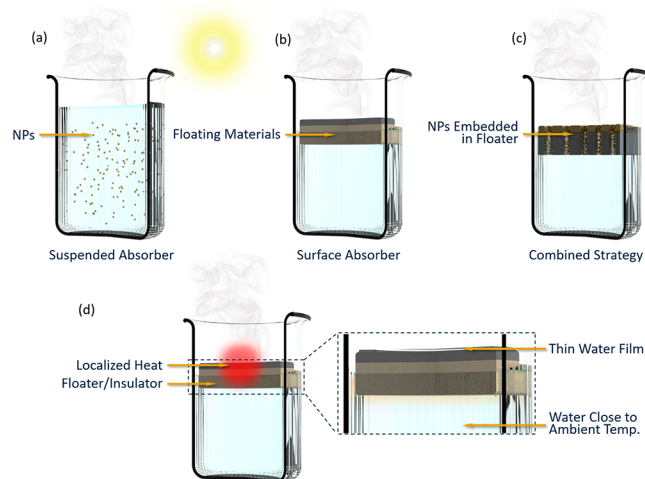 (a)
(b)
(c)
NPs
Floating Materials
NPs Embedded
in Floater
Suspended Absorber
Surface Absorber
Combined Strategy
(d)
Localized Heat
Floater/Insulator
Thin Water Film
Water Close to
Ambient Temp.